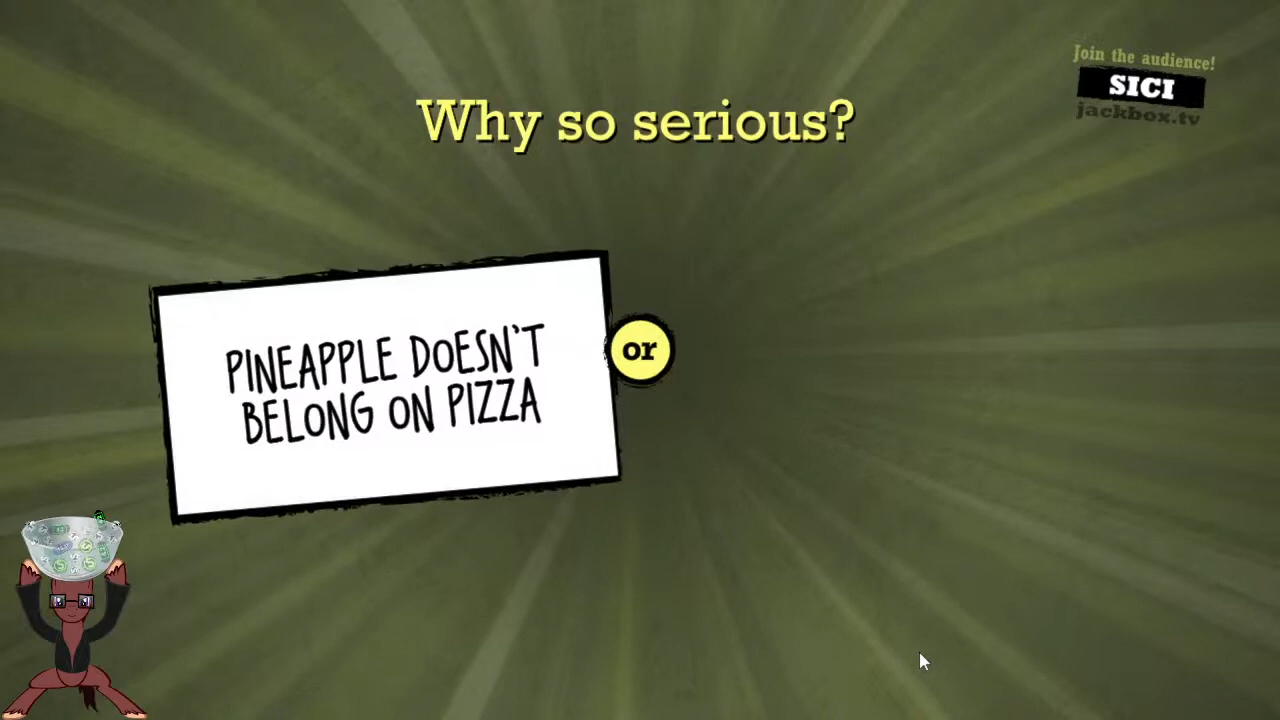 Join the audience!
SICI
jackbox.tv
Why so serious?
PINEAPPLE DOESN'T
BELONG ON PIZZA
or